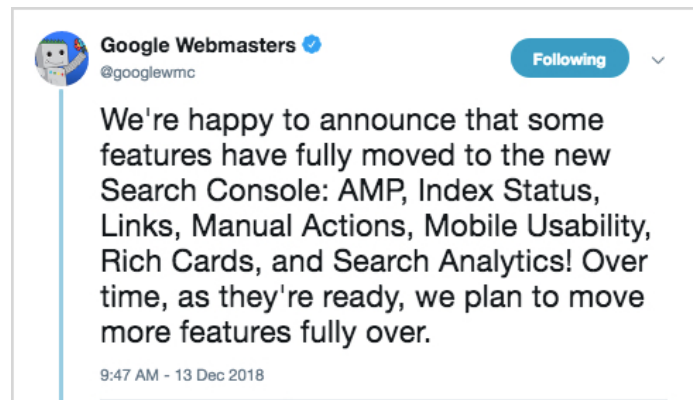 Google Webmasters
@googlewmc
Following
We're happy to announce that some
features have fully moved to the new
Search Console: AMP, Index Status,
Links, Manual Actions, Mobile Usability,
Rich Cards, and Search Analytics! Over
time, as they're ready, we plan to move
more features fully over.
9:47 AM - 13 Dec 2018